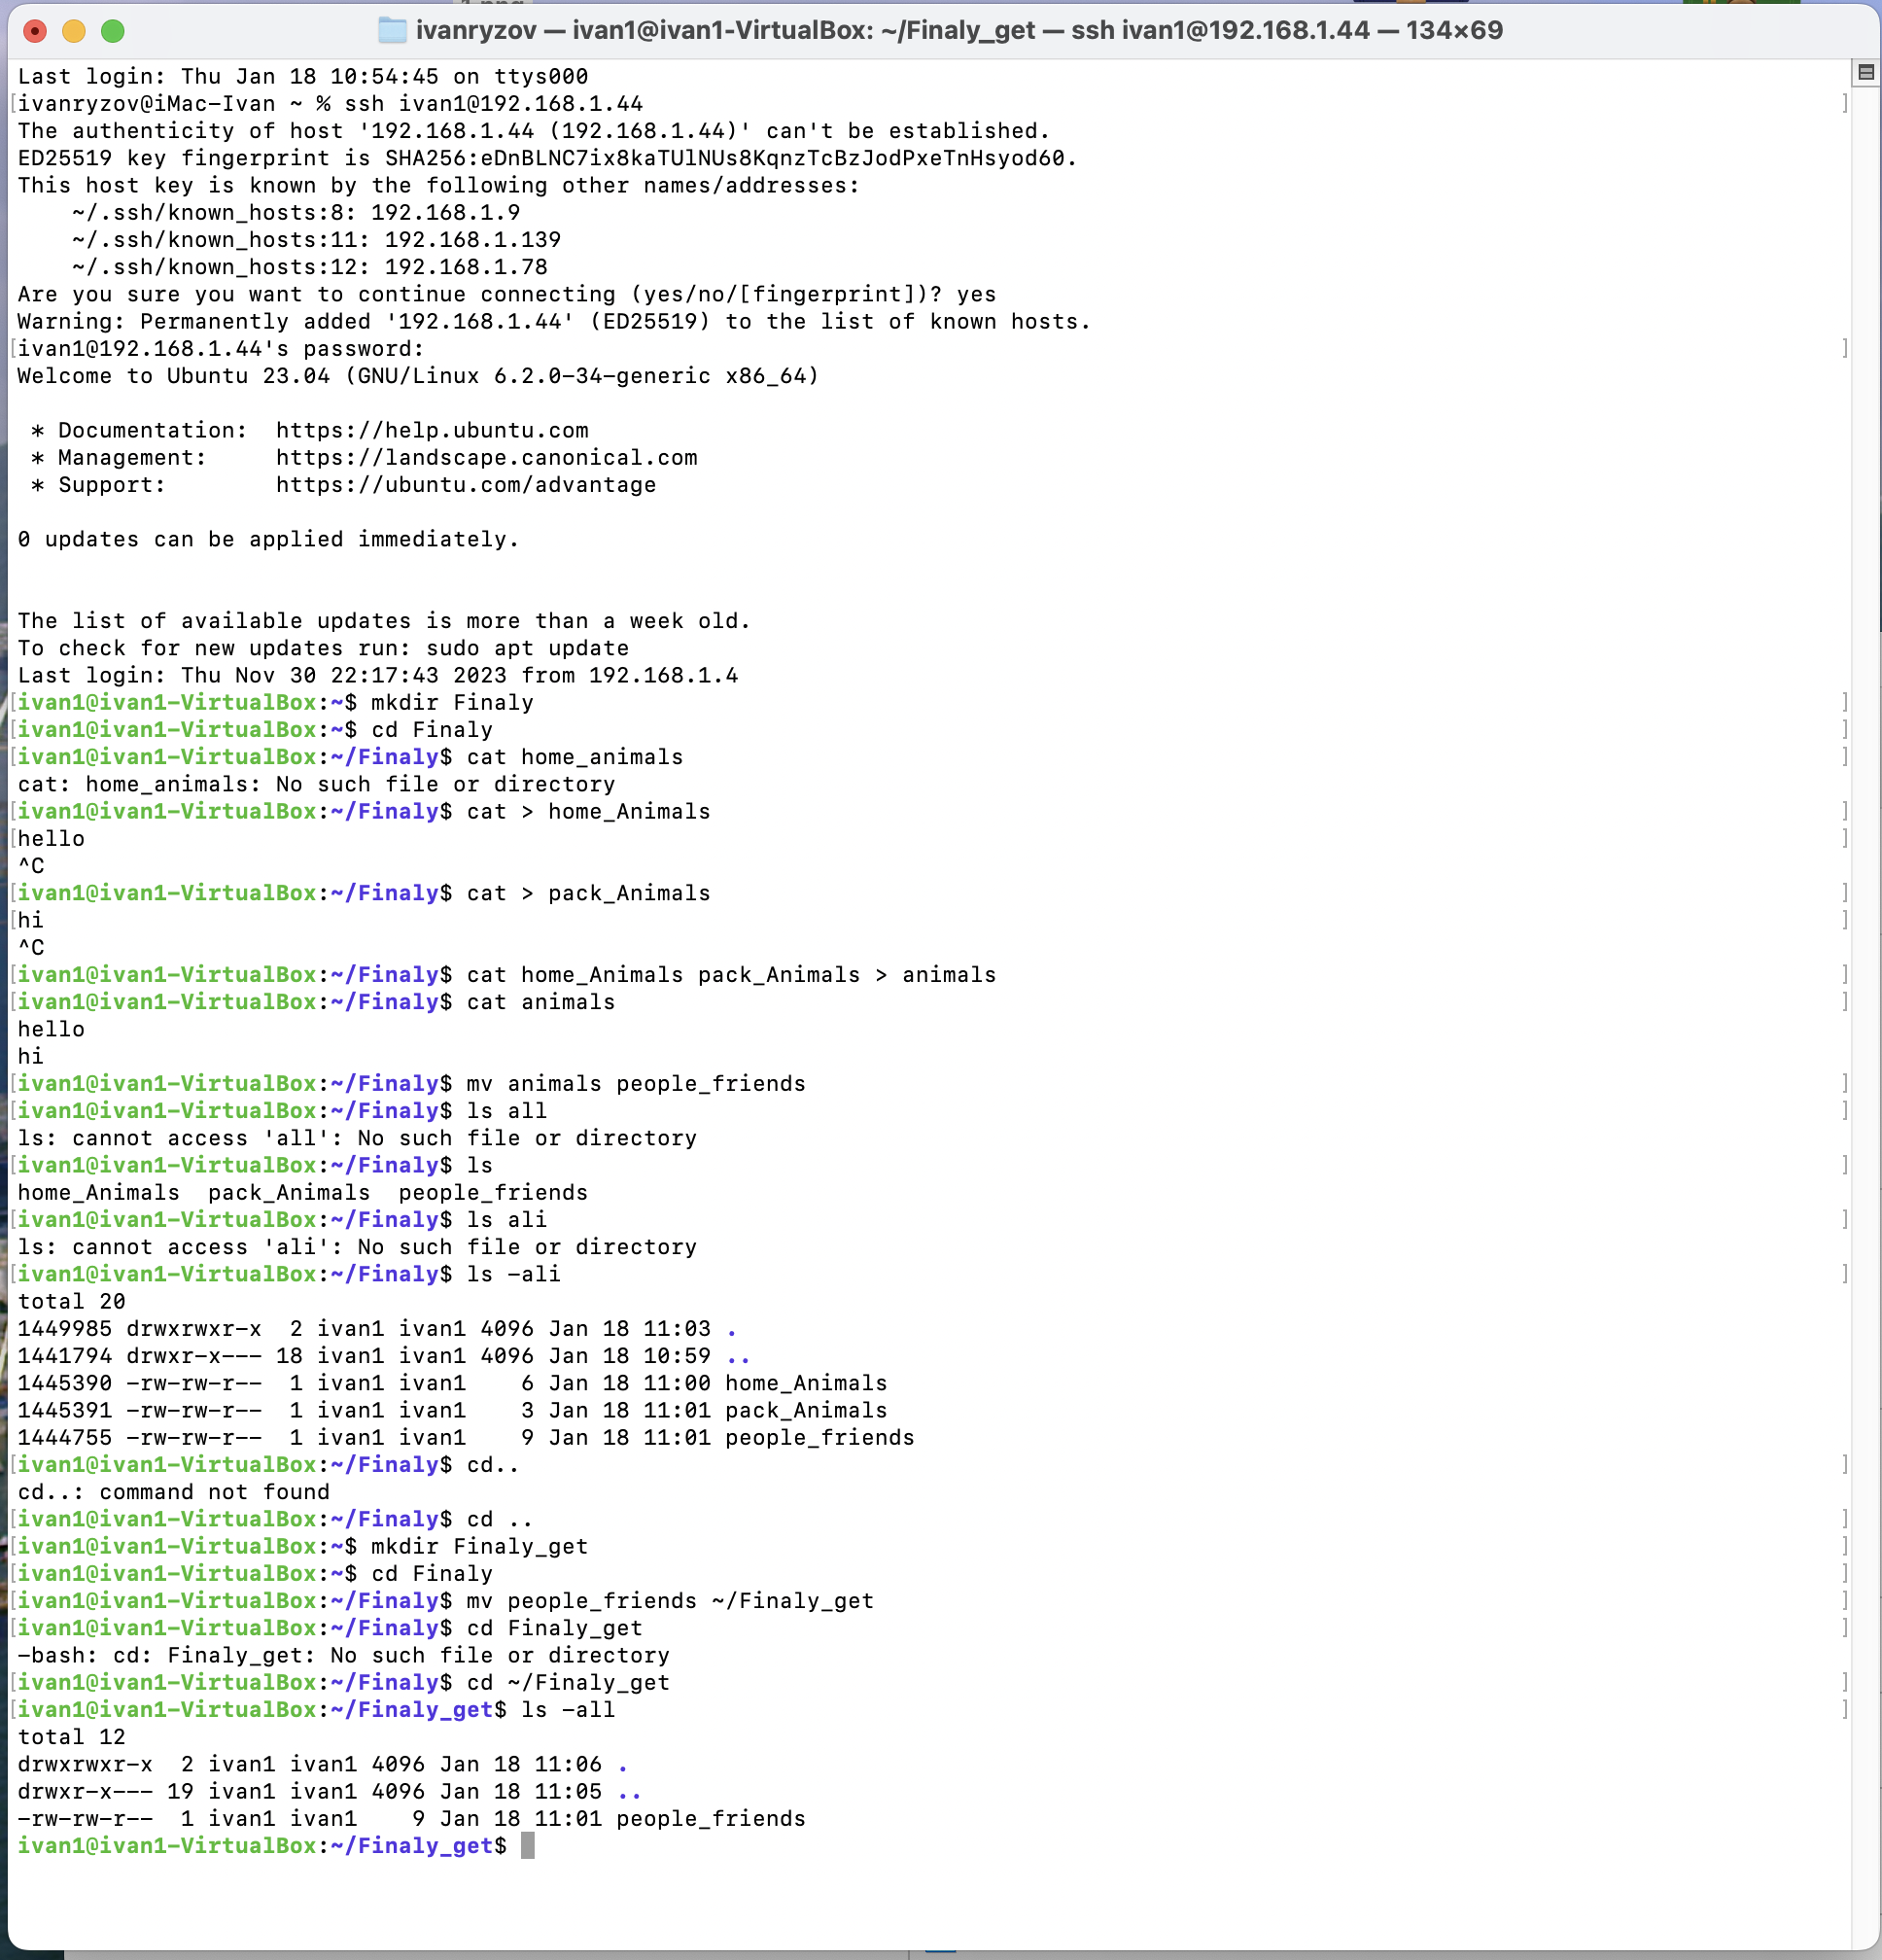 ivanryzov — ivan1@ivan1-VirtualBox: ~/Finaly_get — ssh ivan1@192.168.1.44 — 134×69
Last login: Thu Jan 18 10:54:45 on ttys000
[ivanryzov@iMac-Ivan ~ % ssh ivan1@192.168.1.44 ]
The authenticity of host '192.168.1.44 (192.168.1.44)' can't be established.
ED25519 key fingerprint is SHA256:eDnBLNC7ix8kaTUlNUs8KqnzTcBzJodPxeTnHsyod60.
This host key is known by the following other names/addresses:
    ~/.ssh/known_hosts:8: 192.168.1.9
    ~/.ssh/known_hosts:11: 192.168.1.139
    ~/.ssh/known_hosts:12: 192.168.1.78
Are you sure you want to continue connecting (yes/no/[fingerprint])? yes
Warning: Permanently added '192.168.1.44' (ED25519) to the list of known hosts.
[ivan1@192.168.1.44's password: ]
Welcome to Ubuntu 23.04 (GNU/Linux 6.2.0-34-generic x86_64)
 * Documentation:  https://help.ubuntu.com
 * Management:     https://landscape.canonical.com
 * Support:        https://ubuntu.com/advantage
0 updates can be applied immediately.
The list of available updates is more than a week old.
To check for new updates run: sudo apt update
Last login: Thu Nov 30 22:17:43 2023 from 192.168.1.4
[ivan1@ivan1-VirtualBox:~$ mkdir Finaly ]
[ivan1@ivan1-VirtualBox:~$ cd Finaly ]
[ivan1@ivan1-VirtualBox:~/Finaly$ cat home_animals ]
cat: home_animals: No such file or directory
[ivan1@ivan1-VirtualBox:~/Finaly$ cat > home_Animals ]
[hello ]
^C
[ivan1@ivan1-VirtualBox:~/Finaly$ cat > pack_Animals ]
[hi ]
^C
[ivan1@ivan1-VirtualBox:~/Finaly$ cat home_Animals pack_Animals > animals ]
[ivan1@ivan1-VirtualBox:~/Finaly$ cat animals ]
hello
hi
[ivan1@ivan1-VirtualBox:~/Finaly$ mv animals people_friends ]
[ivan1@ivan1-VirtualBox:~/Finaly$ ls all ]
ls: cannot access 'all': No such file or directory
[ivan1@ivan1-VirtualBox:~/Finaly$ ls ]
home_Animals  pack_Animals  people_friends
[ivan1@ivan1-VirtualBox:~/Finaly$ ls ali ]
ls: cannot access 'ali': No such file or directory
[ivan1@ivan1-VirtualBox:~/Finaly$ ls -ali ]
total 20
1449985 drwxrwxr-x  2 ivan1 ivan1 4096 Jan 18 11:03 .
1441794 drwxr-x--- 18 ivan1 ivan1 4096 Jan 18 10:59 ..
1445390 -rw-rw-r--  1 ivan1 ivan1    6 Jan 18 11:00 home_Animals
1445391 -rw-rw-r--  1 ivan1 ivan1    3 Jan 18 11:01 pack_Animals
1444755 -rw-rw-r--  1 ivan1 ivan1    9 Jan 18 11:01 people_friends
[ivan1@ivan1-VirtualBox:~/Finaly$ cd.. ]
cd..: command not found
[ivan1@ivan1-VirtualBox:~/Finaly$ cd .. ]
[ivan1@ivan1-VirtualBox:~$ mkdir Finaly_get ]
[ivan1@ivan1-VirtualBox:~$ cd Finaly ]
[ivan1@ivan1-VirtualBox:~/Finaly$ mv people_friends ~/Finaly_get ]
[ivan1@ivan1-VirtualBox:~/Finaly$ cd Finaly_get ]
-bash: cd: Finaly_get: No such file or directory
[ivan1@ivan1-VirtualBox:~/Finaly$ cd ~/Finaly_get ]
[ivan1@ivan1-VirtualBox:~/Finaly_get$ ls -all ]
total 12
drwxrwxr-x  2 ivan1 ivan1 4096 Jan 18 11:06 .
drwxr-x--- 19 ivan1 ivan1 4096 Jan 18 11:05 ..
-rw-rw-r--  1 ivan1 ivan1    9 Jan 18 11:01 people_friends
ivan1@ivan1-VirtualBox:~/Finaly_get$